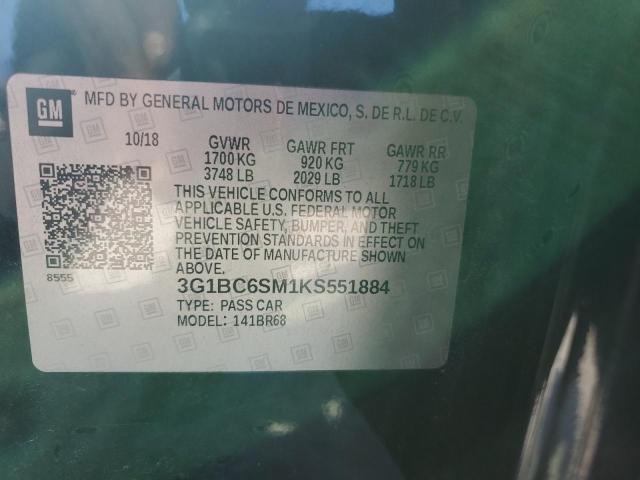 GM ® MFD BY GENERAL MOTORS DE MEXICO, S. DE R.L. DE C.V.
10/18 GVWR GAWR FRT GAWR RR
1700 KG 920 KG 779 KG
3748 LB 2029 LB 1718 LB
THIS VEHICLE CONFORMS TO ALL
APPLICABLE U.S. FEDERAL MOTOR
VEHICLE SAFETY, BUMPER, AND THEFT
PREVENTION STANDARDS IN EFFECT ON
THE DATE OF MANUFACTURE SHOWN
ABOVE.
8555
3G1BC6SM1KS551884
TYPE: PASS CAR
MODEL: 141BR68